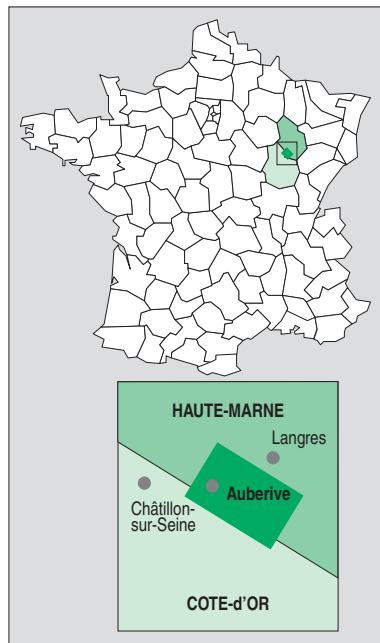 HAUTE-MARNE
Langres
Auberive
Châtillon-
sur-Seine
COTE-d'OR